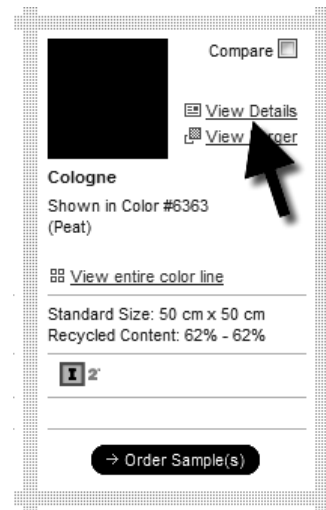 Compare
View Details
View Larger
Cologne
Shown in Color #6363
(Peat)
View entire color line
Standard Size: 50 cm x 50 cm
Recycled Content: 62% - 62%
I 2'
→ Order Sample(s)